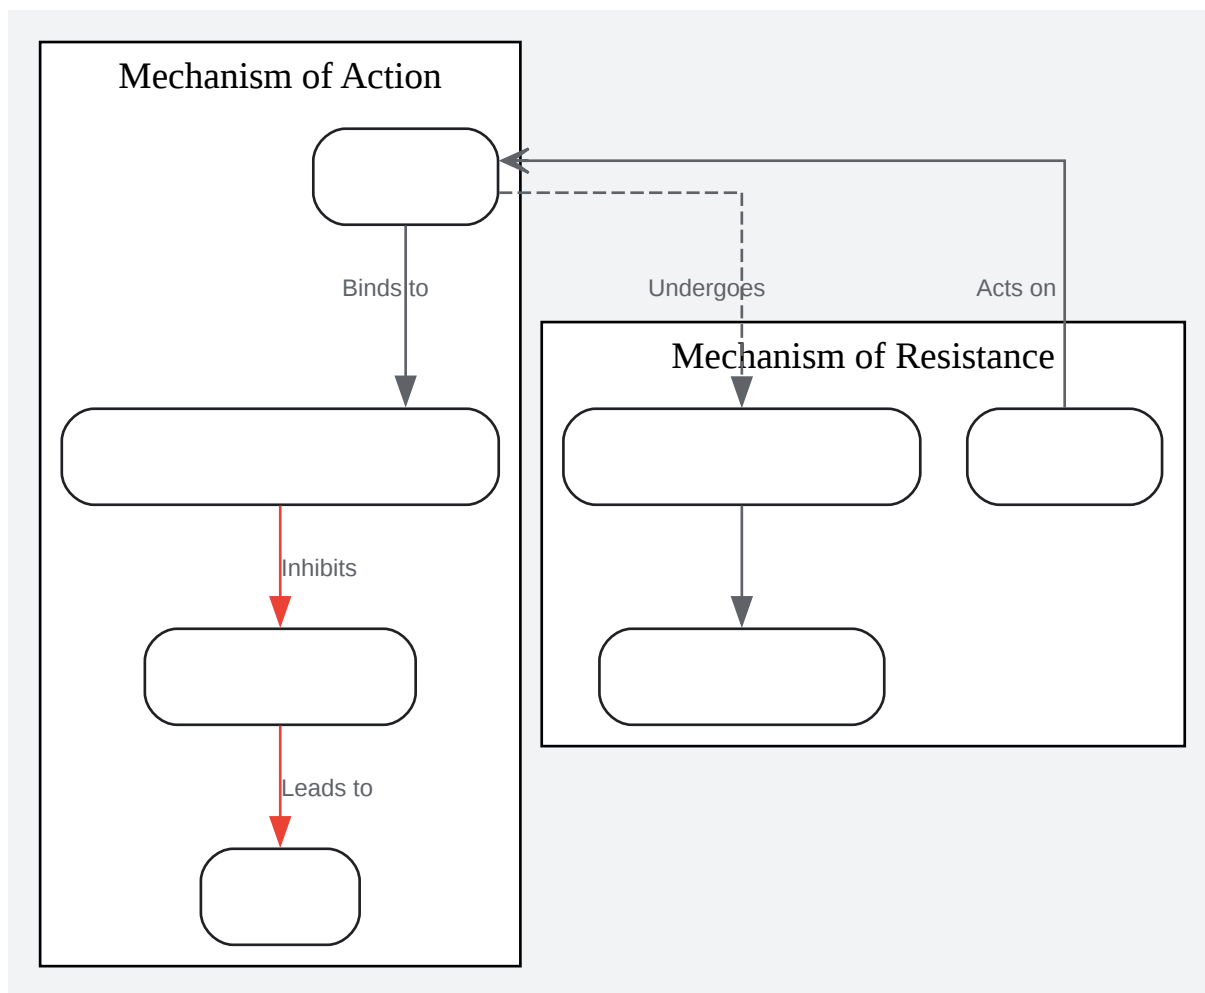 Mechanism of Action
Binds to
Undergoes
Acts on
Mechanism of Resistance
Inhibits
Leads to